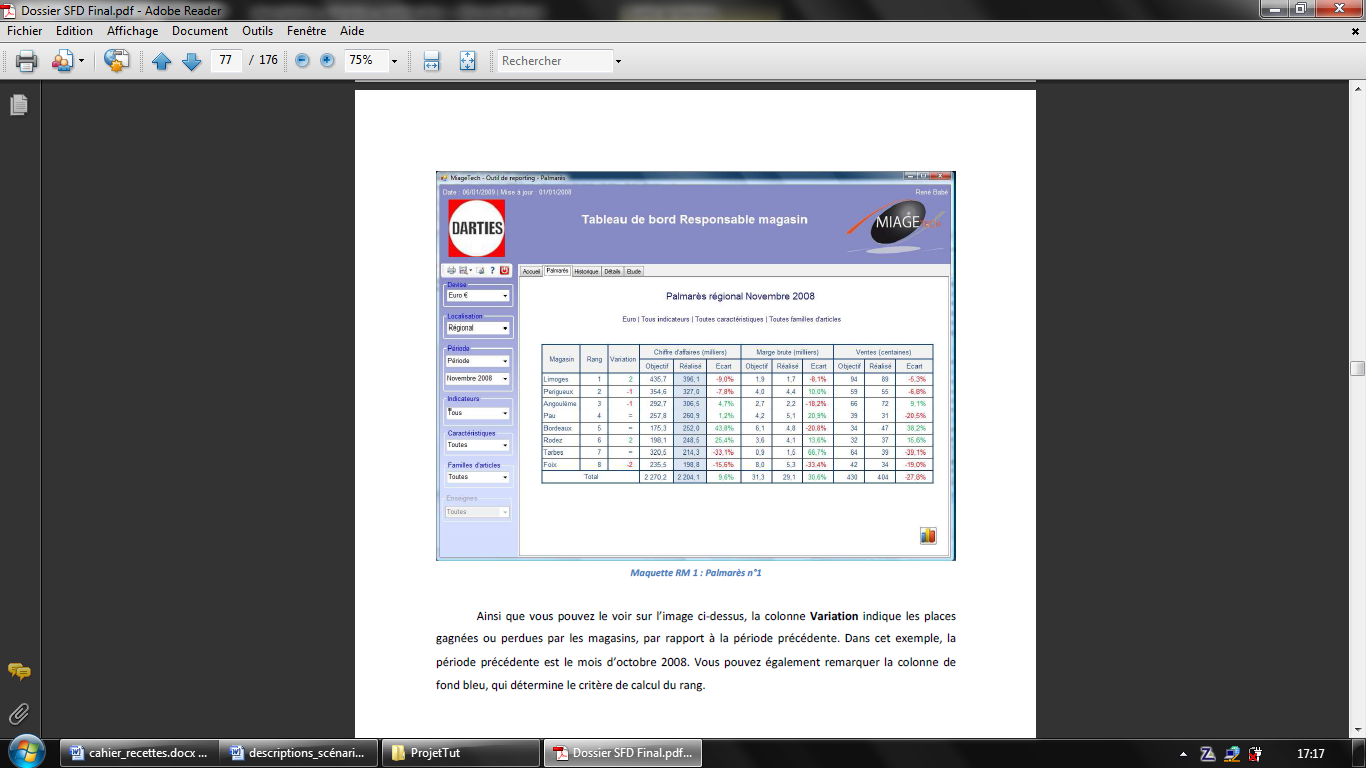 Dossier SFD Final.pdf - Adobe Reader
Fichier Edition Affichage Document Outils Fenêtre Aide
77 / 176 75% Rechercher
MiageTech - Outil de reporting - Palmarès
Date : 06/01/2009 | Mise à jour : 01/01/2008 René Babé
DARTIES
Tableau de bord Responsable magasin
MIAGE
Accueil Palmarès Historique Détails Etude
Devise
Euro €
Localisation
Régional
Période
Période
Novembre 2008
Indicateurs
Tous
Caractéristiques
Toutes
Familles d'articles
Toutes
Enseignes
Toutes
Palmarès régional Novembre 2008
Euro | Tous indicateurs | Toutes caractéristiques | Toutes familles d'articles
Magasin Rang Variation Chiffre d'affaires (milliers) Marge brute (milliers) Ventes (centaines)
Objectif Réalisé Ecart Objectif Réalisé Ecart Objectif Réalisé Ecart
Limoges 1 2 435,7 396,1 -9,0% 1,9 1,7 -8,1% 94 89 -5,3%
Perigueux 2 -1 354,6 327,0 -7,8% 4,0 4,4 10,0% 59 55 -6,8%
Angoulème 3 -1 292,7 306,5 4,7% 2,7 2,2 -18,2% 66 72 9,1%
Pau 4 = 257,8 260,9 1,2% 4,2 5,1 20,9% 39 31 -20,5%
Bordeaux 5 = 175,3 252,0 43,8% 6,1 4,8 -20,8% 34 47 38,2%
Rodez 6 2 198,1 248,5 25,4% 3,6 4,1 13,6% 32 37 15,6%
Tarbes 7 = 320,5 214,3 -33,1% 0,9 1,5 66,7% 64 39 -39,1%
Foix 8 -2 235,5 198,8 -15,6% 8,0 5,3 -33,4% 42 34 -19,0%
Total 2 270,2 2 204,1 9,6% 31,3 29,1 30,6% 430 404 -27,8%
Maquette RM 1 : Palmarès n°1
Ainsi que vous pouvez le voir sur l'image ci-dessus, la colonne Variation indique les places
gagnées ou perdues par les magasins, par rapport à la période précédente. Dans cet exemple, la
période précédente est le mois d'octobre 2008. Vous pouvez également remarquer la colonne de
fond bleu, qui détermine le critère de calcul du rang.
cahier_recettes.docx ... descriptions_scénari... ProjetTut Dossier SFD Final.pdf... 17:17